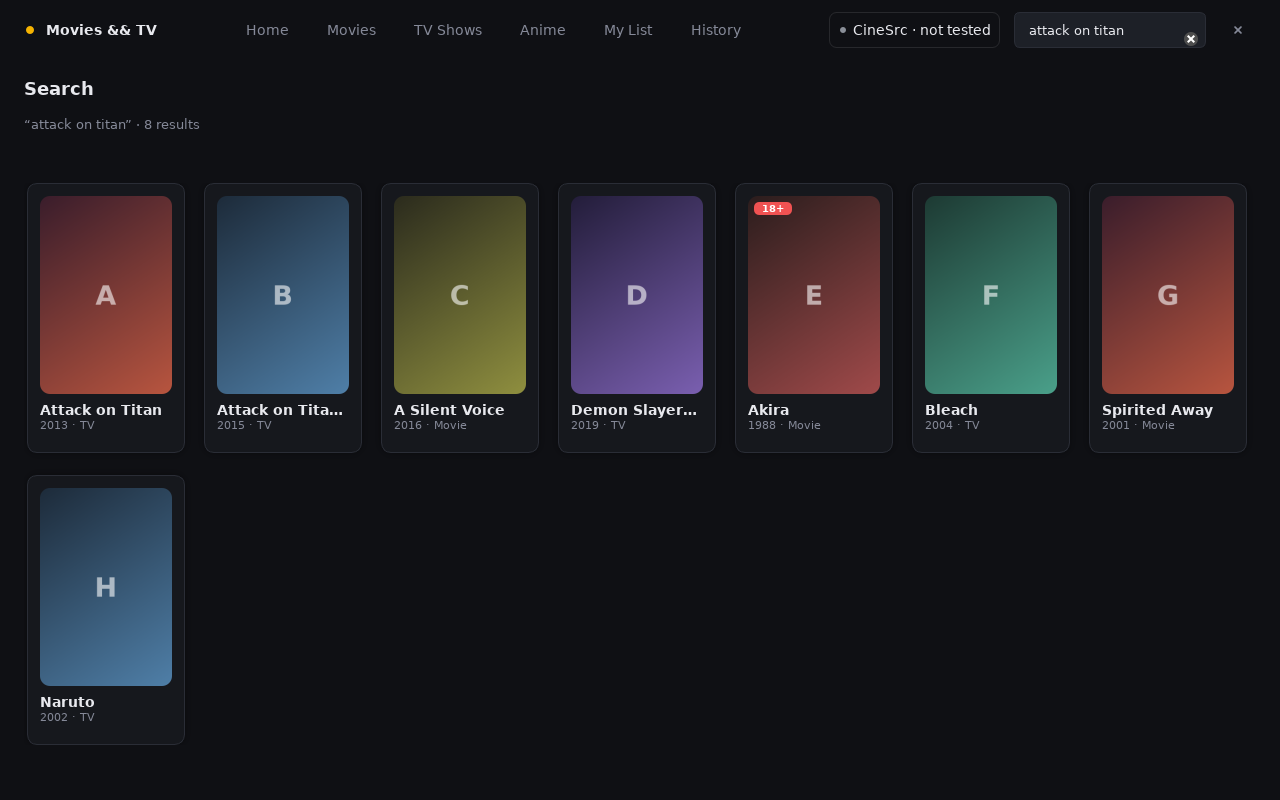 Movies && TV
Home
Movies
TV Shows
Anime
My List
History
CineSrc · not tested
attack on titan
×
Search
“attack on titan” · 8 results
A
Attack on Titan
2013 · TV
B
Attack on Tita…
2015 · TV
C
A Silent Voice
2016 · Movie
D
Demon Slayer…
2019 · TV
18+
E
Akira
1988 · Movie
F
Bleach
2004 · TV
G
Spirited Away
2001 · Movie
H
Naruto
2002 · TV